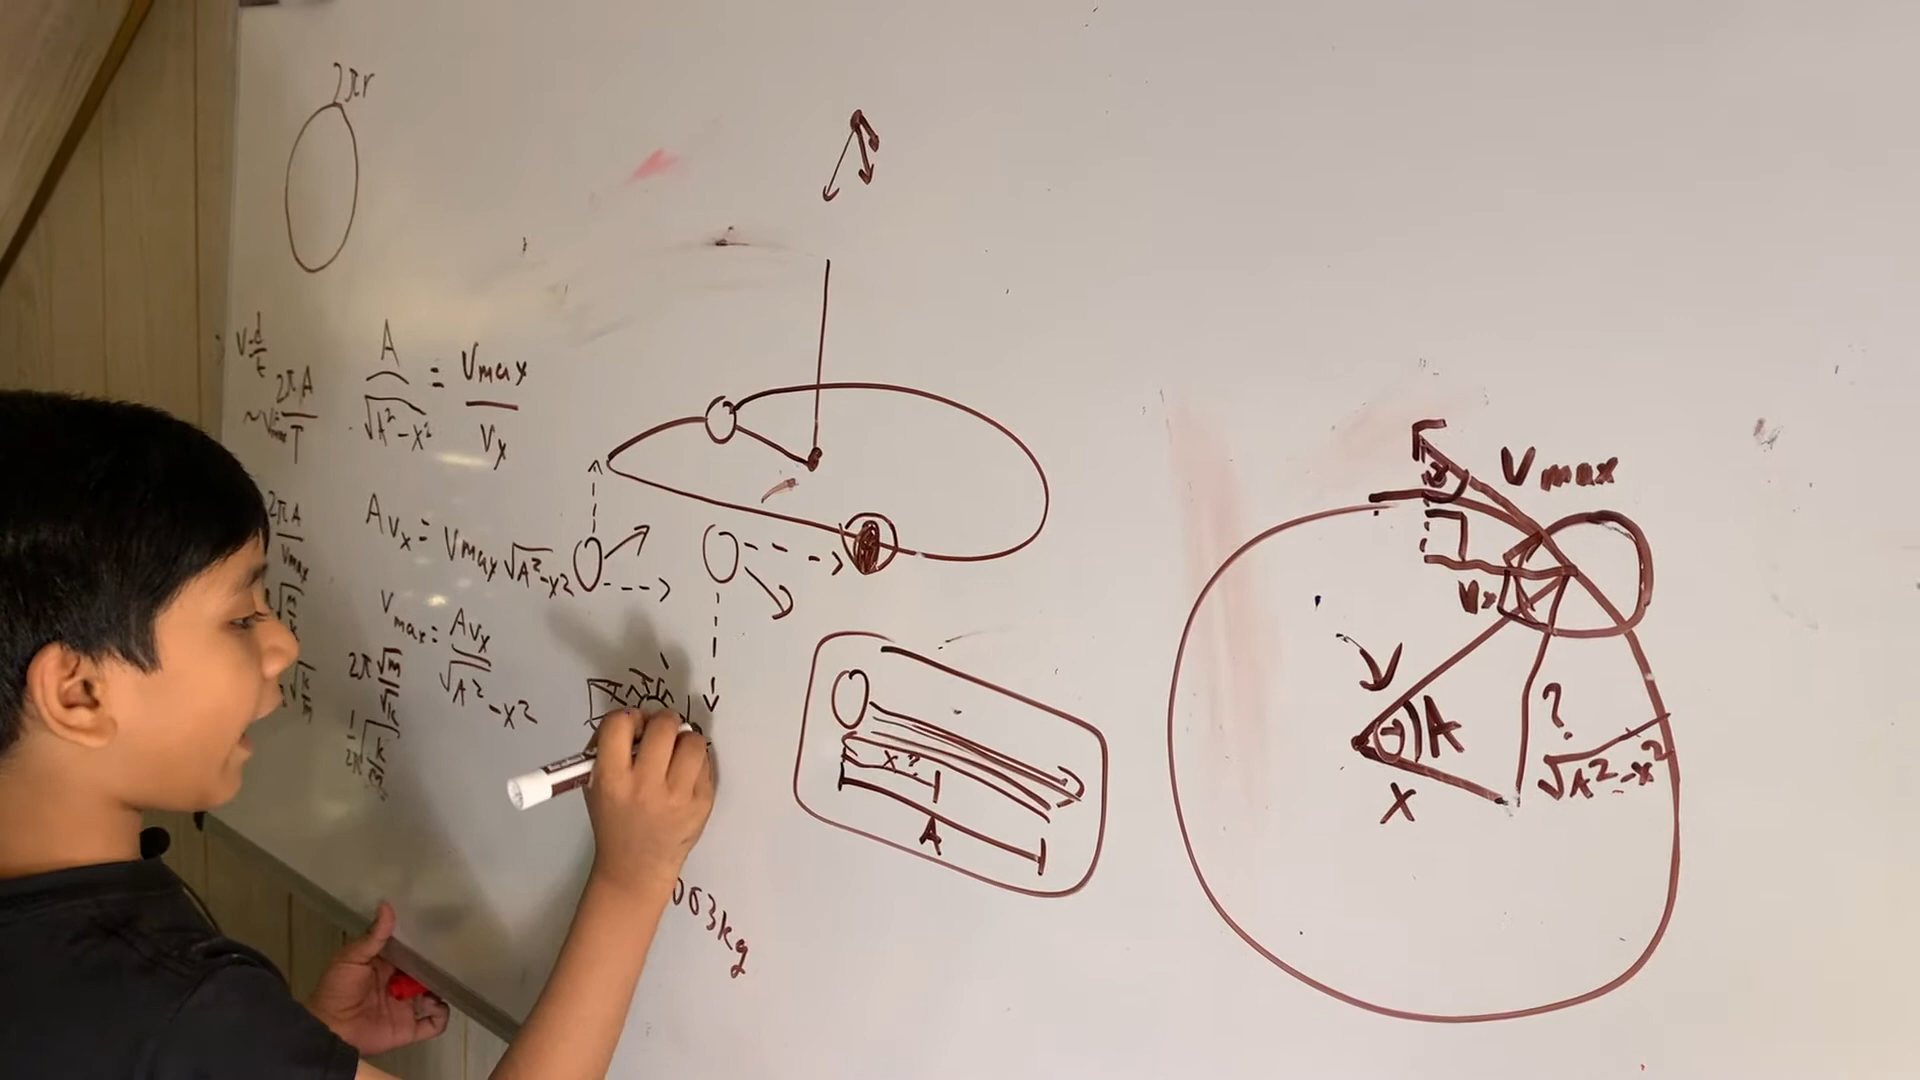 2πr
v=d/t
2πA/T
A/√A²-x² = Vmax/Vx
2πA/Vmax
AVx = Vmax√A²-x²
Vmax = AVx/√A²-x²
2π √m/√k
1/2π √k/m
063kg
x?
A
Vmax
Vx
θ
A
x
?
√A²-x²